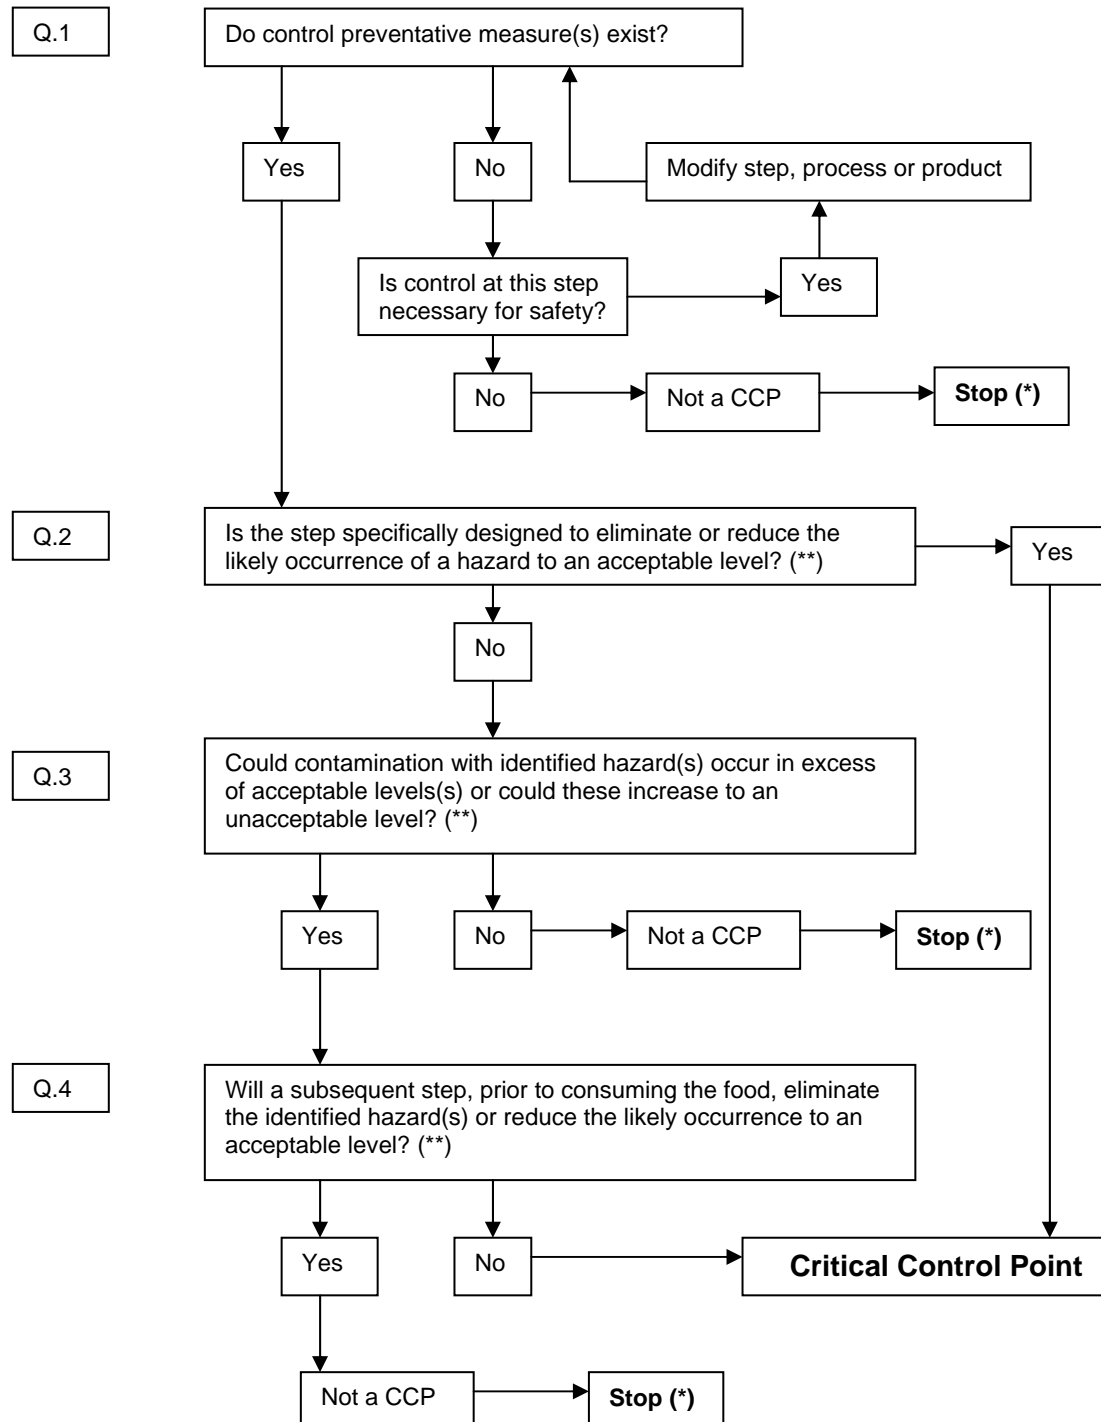 Q.1
Do control preventative measure(s) exist?
Yes
No
Modify step, process or product
Is control at this step
necessary for safety?
Yes
No
Not a CCP
Stop (*)
Q.2
Is the step specifically designed to eliminate or reduce the
likely occurrence of a hazard to an acceptable level? (**)
Yes
No
Q.3
Could contamination with identified hazard(s) occur in excess
of acceptable levels(s) or could these increase to an
unacceptable level? (**)
Yes
No
Not a CCP
Stop (*)
Q.4
Will a subsequent step, prior to consuming the food, eliminate
the identified hazard(s) or reduce the likely occurrence to an
acceptable level? (**)
Yes
No
Critical Control Point
Not a CCP
Stop (*)